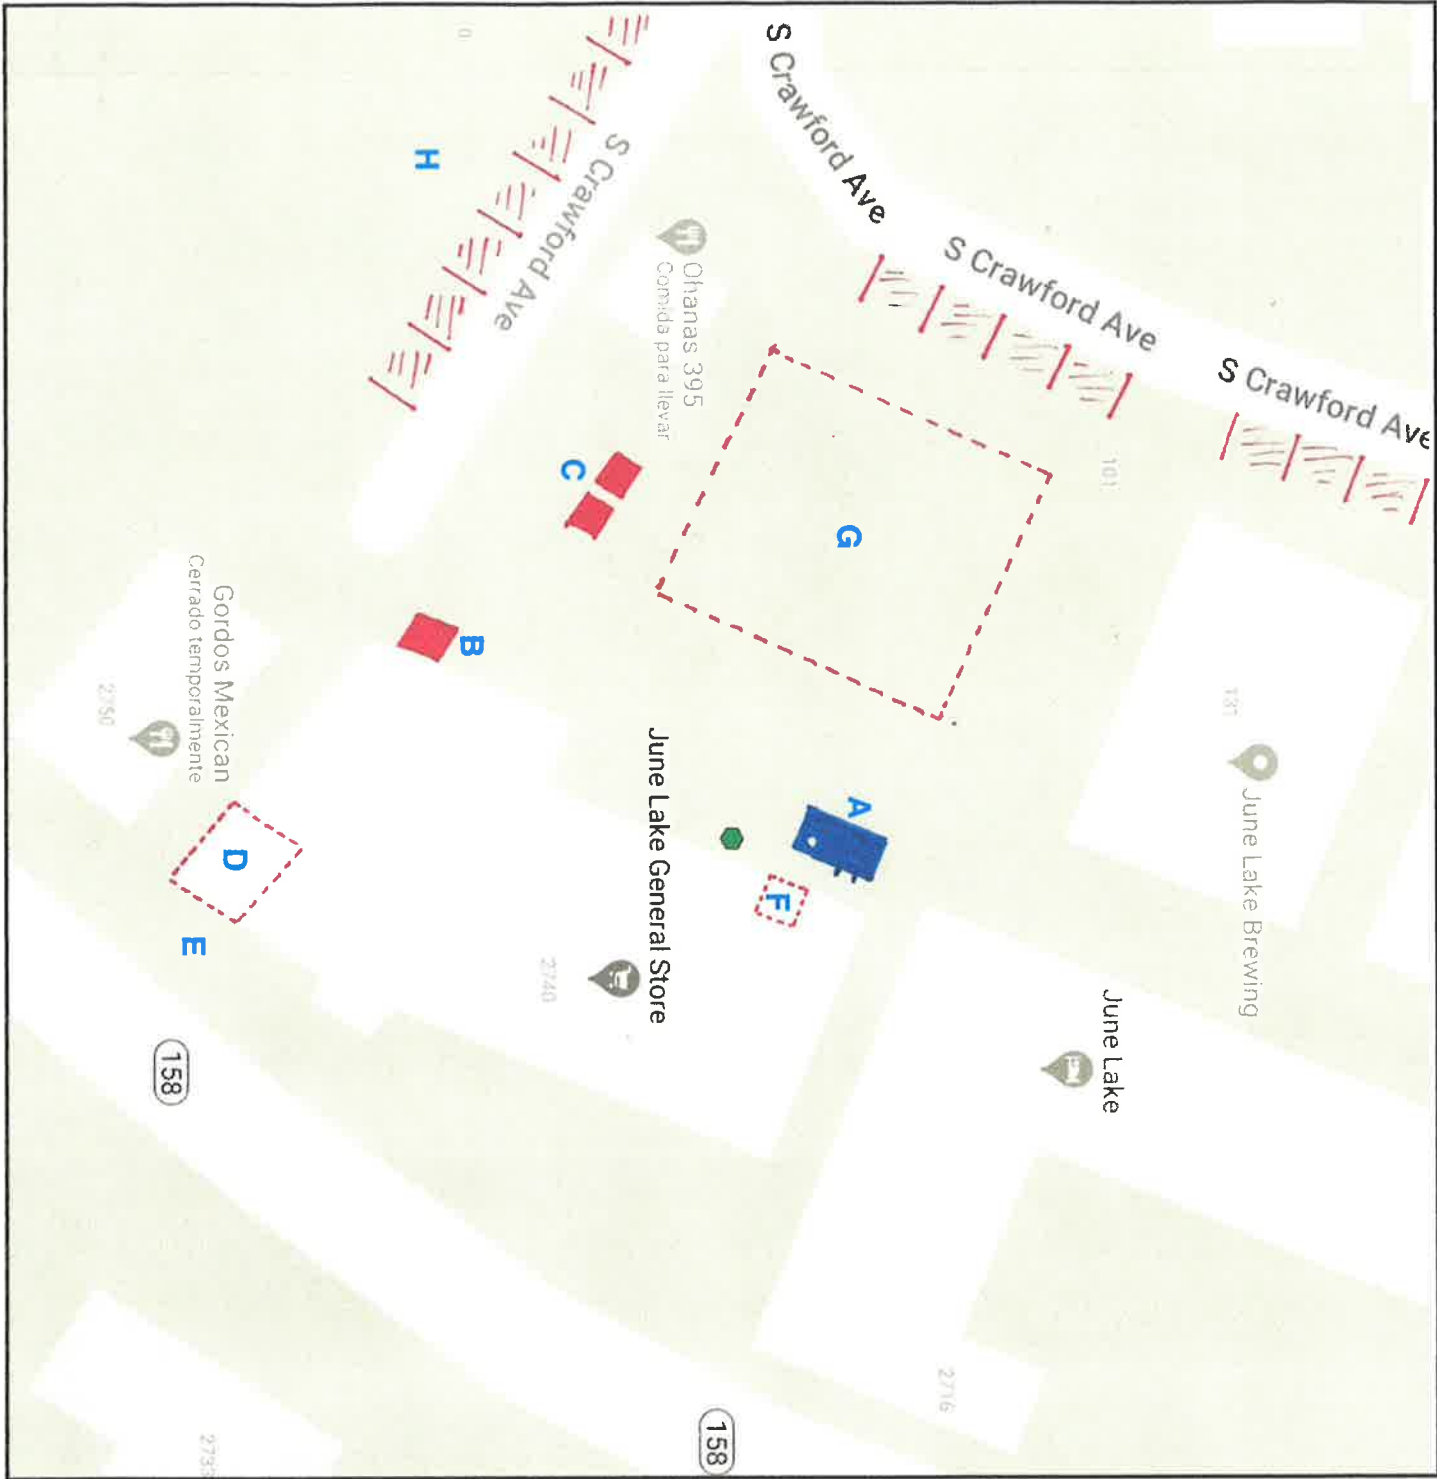 S Crawford Ave
S Crawford Ave
S Crawford Ave
S Crawford Ave
H
Ohanas 395
Comida para llevar
101
C
G
B
Gordos Mexican
Cerrado temporalmente
2750
131
June Lake Brewing
A
F
June Lake General Store
2740
D
E
June Lake
158
158
2716
2733